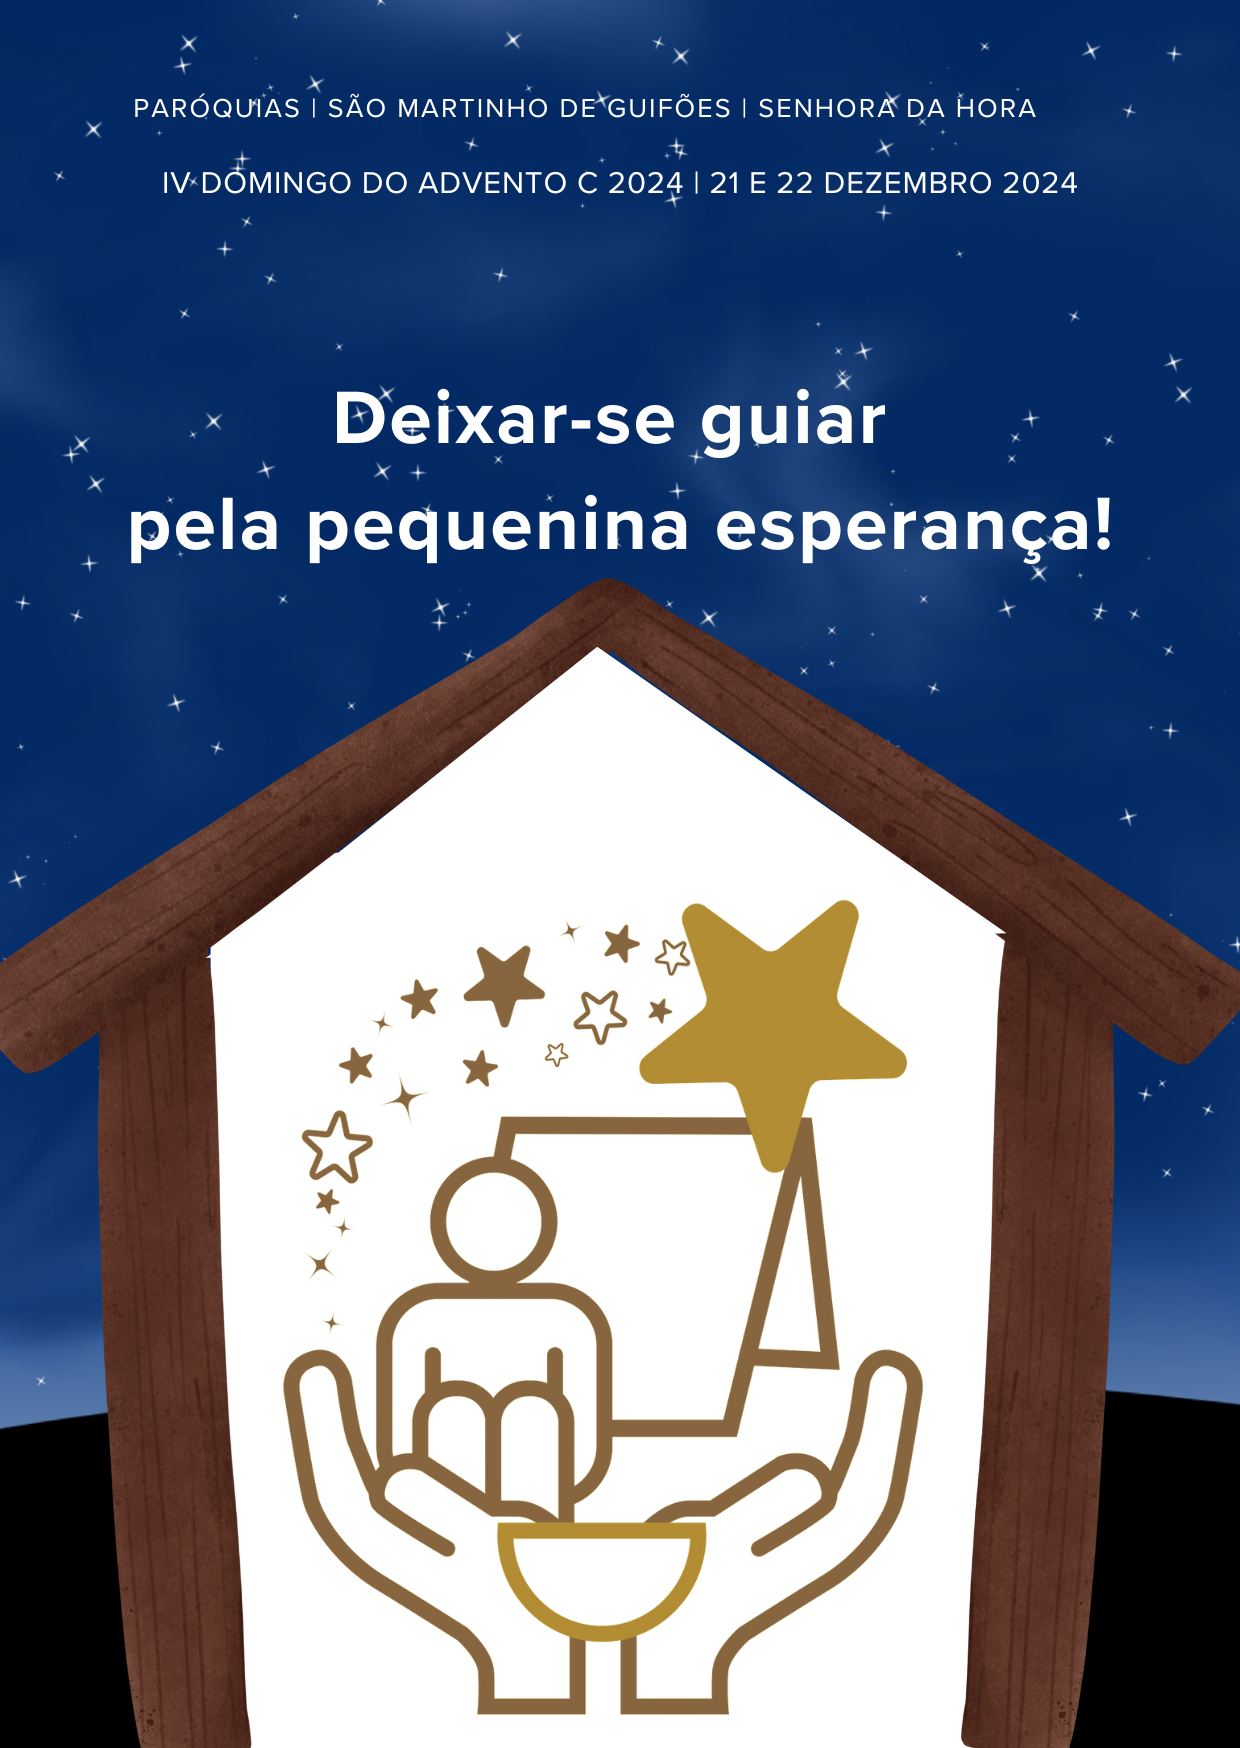 PARÓQUIAS | SÃO MARTINHO DE GUIFÕES | SENHORA DA HORA
IV DOMINGO DO ADVENTO C 2024 | 21 E 22 DEZEMBRO 2024
Deixar-se guiar
pela pequenina esperança!